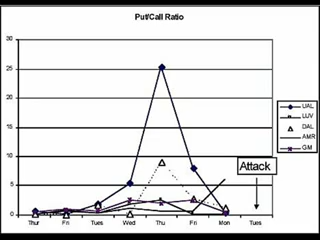 Put/Call Ratio
30
25
20
15
10
5
0
Thur Fri Tues Wed Thu Fri Mon Tues
Attack
UAL
LUV
DAL
AMR
GM